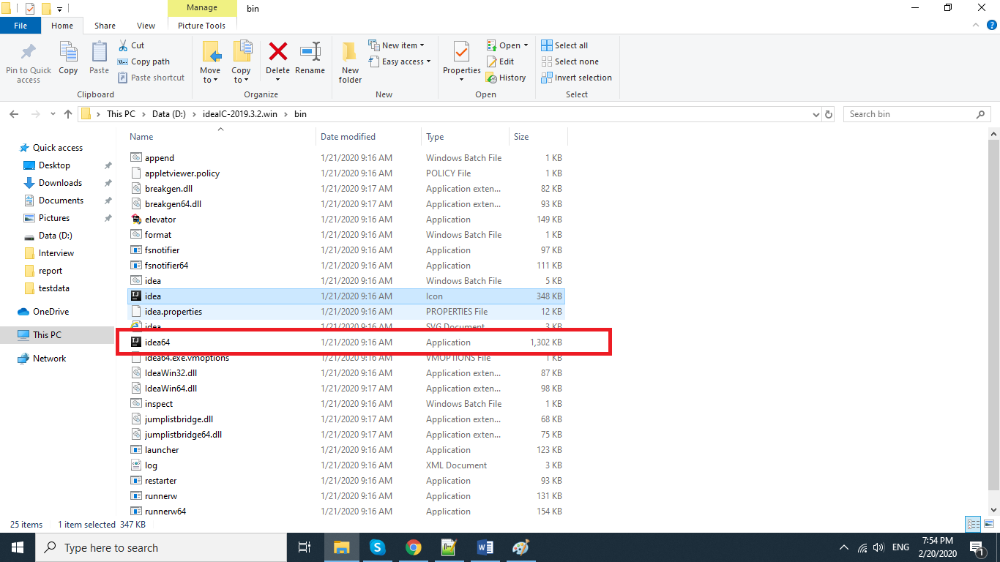 Manage
bin
File
Home
Share
View
Picture Tools
Pin to Quick access
Copy
Paste
Cut
Copy path
Paste shortcut
Clipboard
Move to
Copy to
Delete
Rename
Organize
New folder
New item
Easy access
New
Properties
Open
Edit
History
Open
Select all
Select none
Invert selection
Select
This PC
Data (D:)
ideaIC-2019.3.2.win
bin
Search bin
Name
Date modified
Type
Size
Quick access
Desktop
Downloads
Documents
Pictures
Data (D:)
Interview
report
testdata
OneDrive
This PC
Network
append 1/21/2020 9:16 AM Windows Batch File 1 KB
appletviewer.policy 1/21/2020 9:16 AM POLICY File 1 KB
breakgen.dll 1/21/2020 9:17 AM Application exten... 82 KB
breakgen64.dll 1/21/2020 9:17 AM Application exten... 93 KB
elevator 1/21/2020 9:16 AM Application 149 KB
format 1/21/2020 9:16 AM Windows Batch File 1 KB
fsnotifier 1/21/2020 9:16 AM Application 97 KB
fsnotifier64 1/21/2020 9:16 AM Application 111 KB
idea 1/21/2020 9:16 AM Windows Batch File 5 KB
idea 1/21/2020 9:16 AM Icon 348 KB
idea.properties 1/21/2020 9:16 AM PROPERTIES File 12 KB
idea 1/21/2020 9:16 AM SVG Document 3 KB
idea64 1/21/2020 9:16 AM Application 1,302 KB
idea64.exe.vmoptions 1/21/2020 9:16 AM VMOPTIONS File 1 KB
IdeaWin32.dll 1/21/2020 9:16 AM Application exten... 87 KB
IdeaWin64.dll 1/21/2020 9:17 AM Application exten... 98 KB
inspect 1/21/2020 9:16 AM Windows Batch File 1 KB
jumplistbridge.dll 1/21/2020 9:17 AM Application exten... 68 KB
jumplistbridge64.dll 1/21/2020 9:17 AM Application exten... 75 KB
launcher 1/21/2020 9:16 AM Application 123 KB
log 1/21/2020 9:16 AM XML Document 3 KB
restarter 1/21/2020 9:16 AM Application 93 KB
runnerw 1/21/2020 9:16 AM Application 131 KB
runnerw64 1/21/2020 9:16 AM Application 154 KB
25 items 1 item selected 347 KB
Type here to search
ENG
7:54 PM
2/20/2020
1